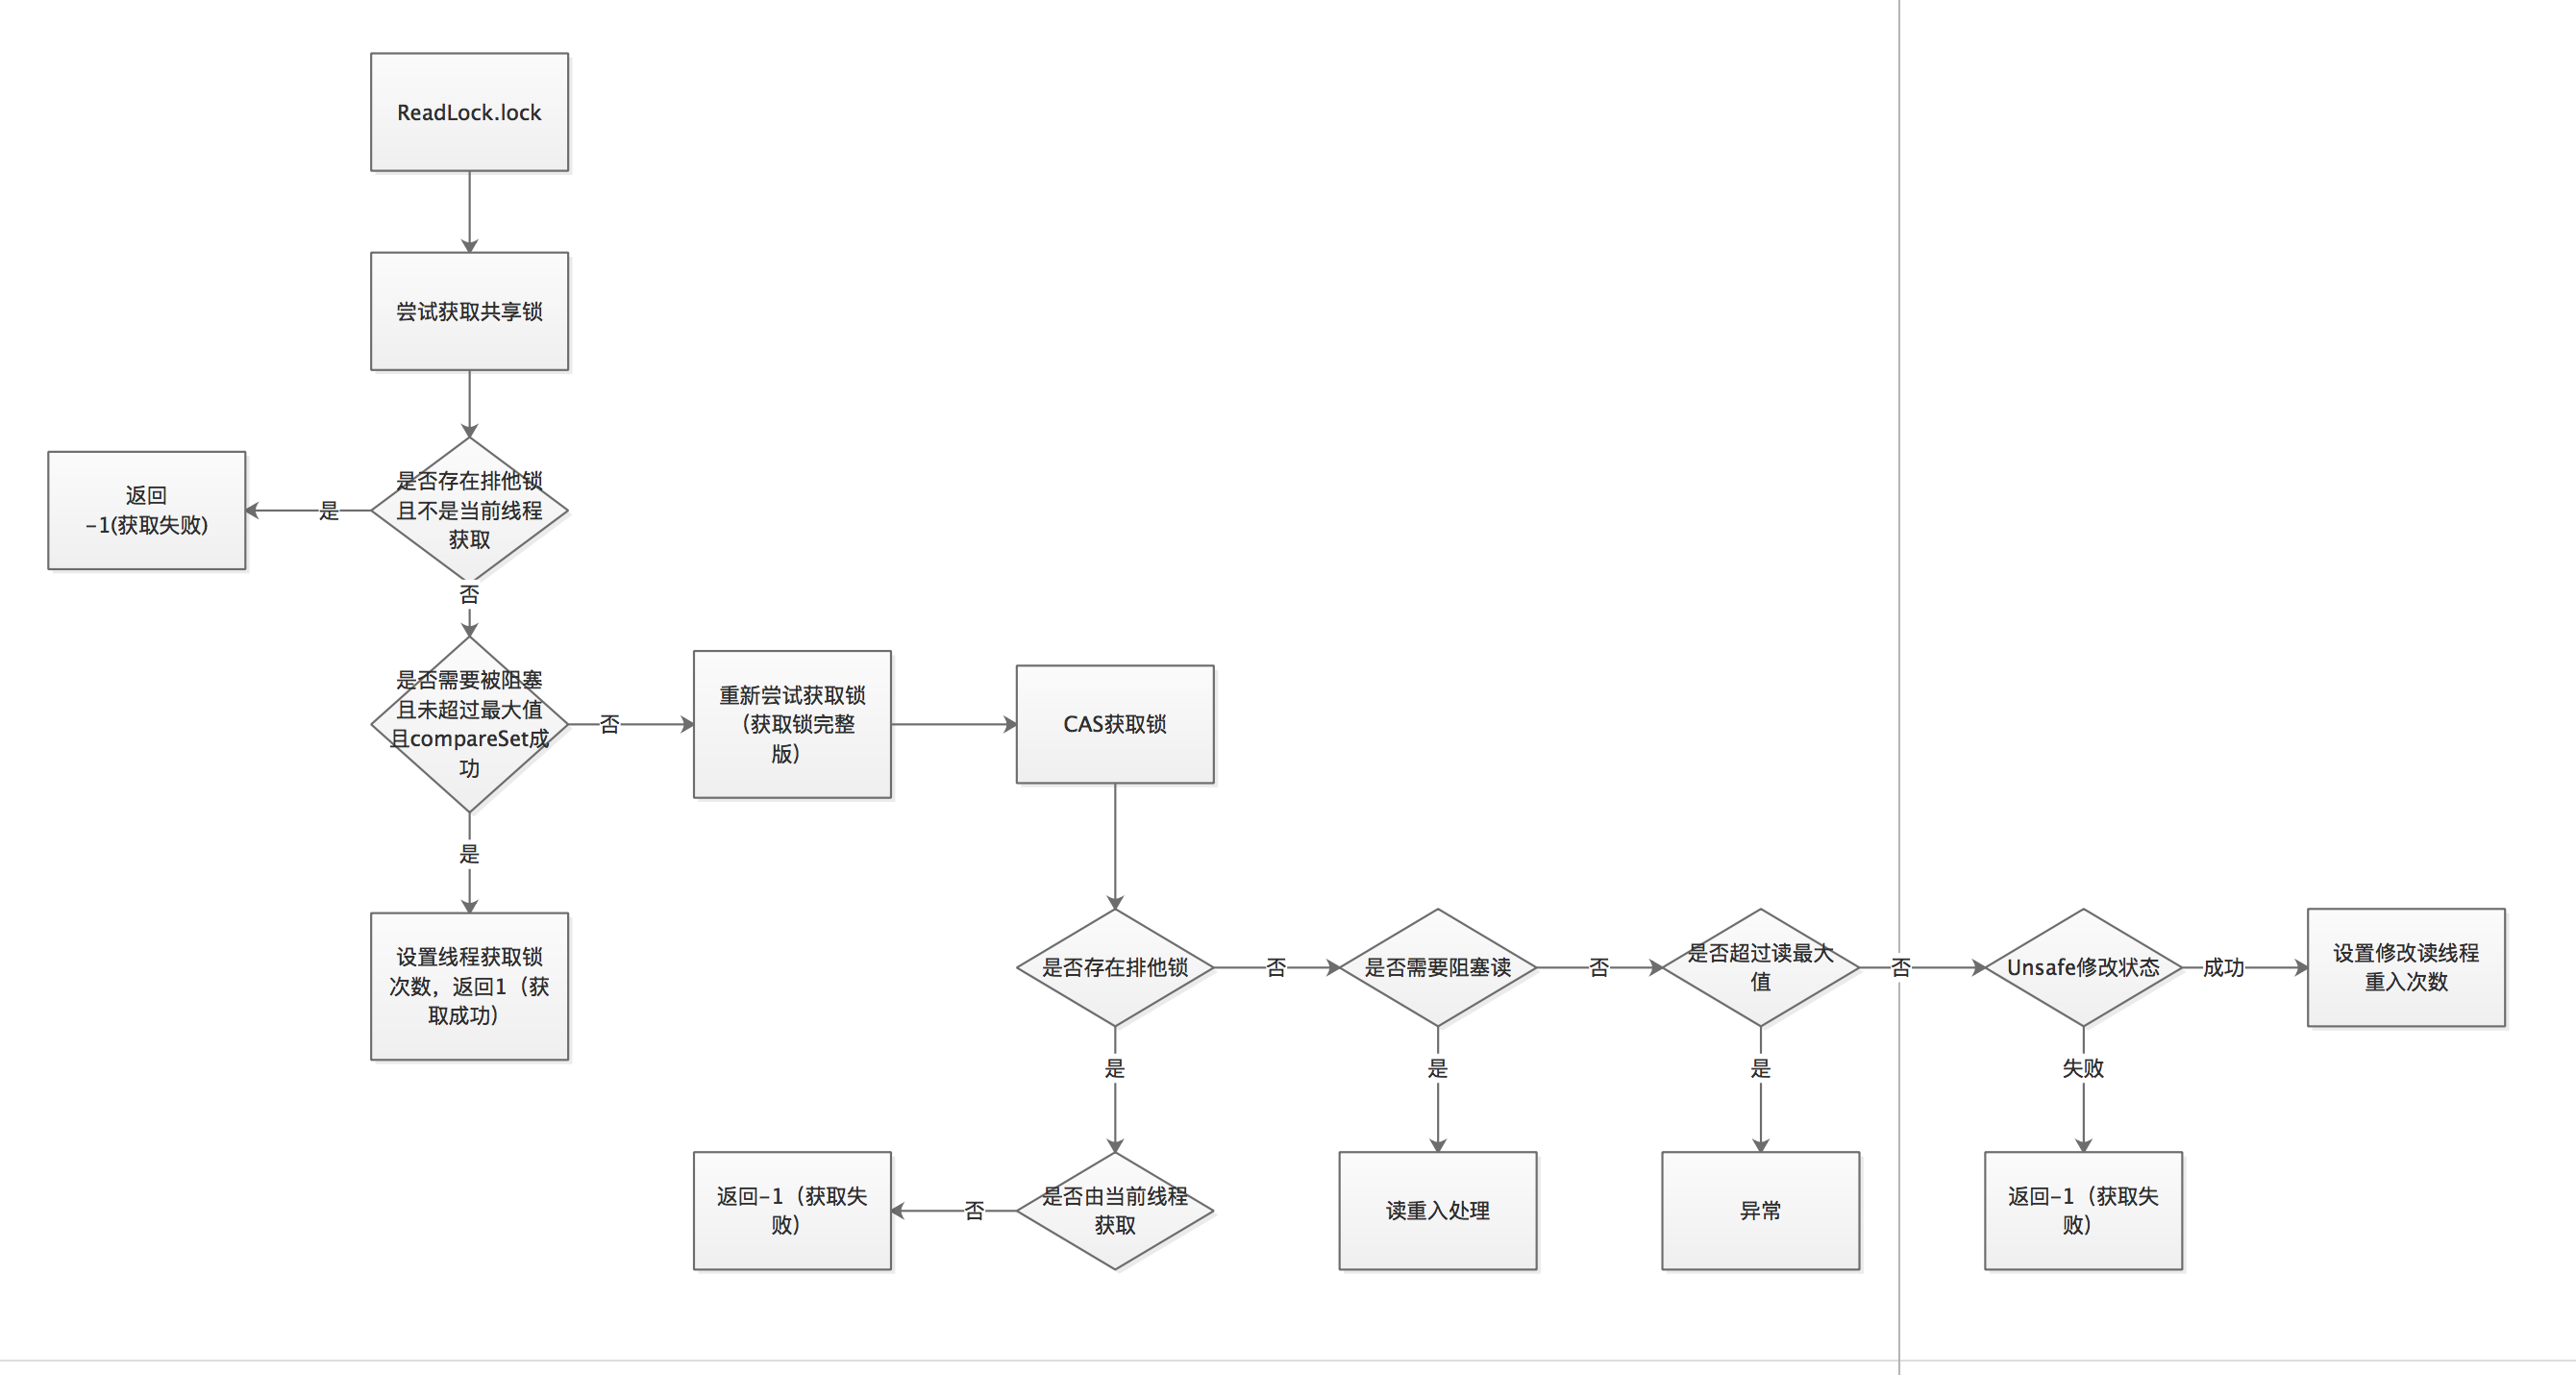 ReadLock.lock
尝试获取共享锁
是否存在排他锁
且不是当前线程
获取
是
返回
-1(获取失败)
否
是否需要被阻塞
且未超过最大值
且compareSet成
功
否
重新尝试获取锁
（获取锁完整
版）
CAS获取锁
是
设置线程获取锁
次数，返回1（获
取成功）
是否存在排他锁
否
是否需要阻塞读
否
是否超过读最大
值
否
Unsafe修改状态
成功
设置修改读线程
重入次数
是
是
是
失败
返回-1（获取失
败）
否
是否由当前线程
获取
读重入处理
异常
返回-1（获取失
败）